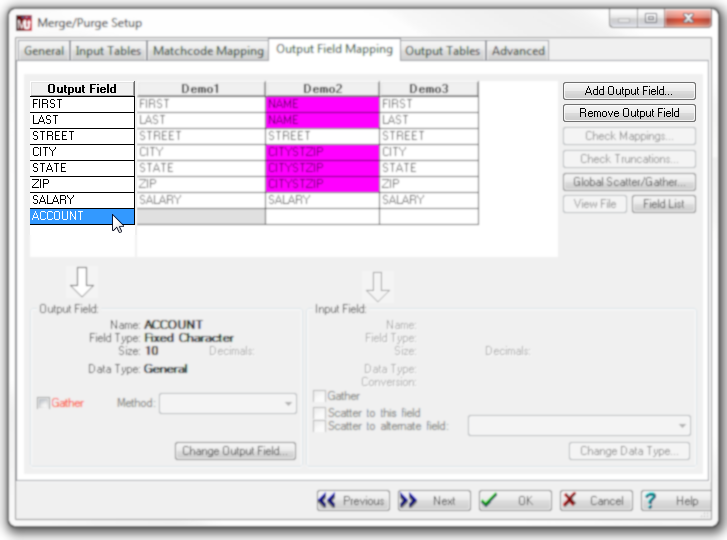 MU Merge/Purge Setup
General Input Tables Matchcode Mapping Output Field Mapping Output Tables Advanced
Output Field Demo1 Demo2 Demo3
FIRST FIRST NAME FIRST
LAST LAST NAME LAST
STREET STREET STREET STREET
CITY CITY CITYSTZIP CITY
STATE STATE CITYSTZIP STATE
ZIP ZIP CITYSTZIP ZIP
SALARY SALARY SALARY SALARY
ACCOUNT
Add Output Field...
Remove Output Field
Check Mappings...
Check Truncations...
Global Scatter/Gather...
View File Field List
Output Field:
Name: ACCOUNT
Field Type: Fixed Character
Size: 10 Decimals:
Data Type: General
Gather Method:
Change Output Field...
Input Field:
Name:
Field Type:
Size: Decimals:
Data Type:
Conversion:
Gather
Scatter to this field
Scatter to alternate field:
Change Data Type...
Previous Next OK Cancel Help